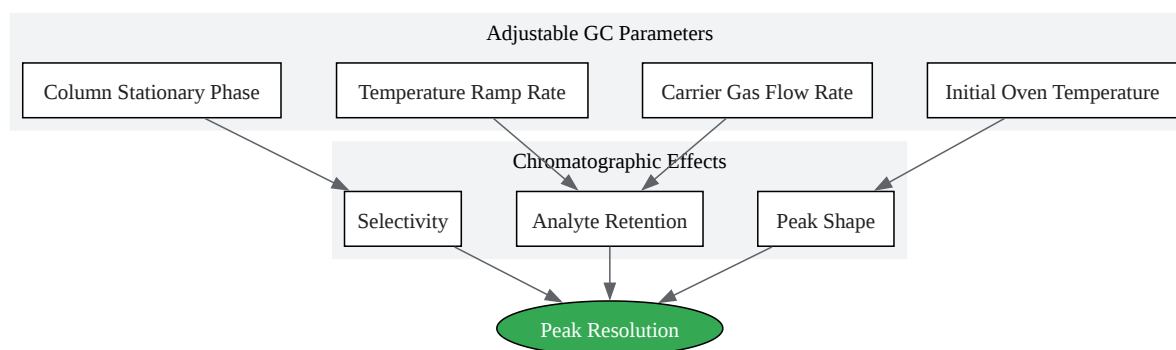 Adjustable GC Parameters
Column Stationary Phase
Temperature Ramp Rate
Carrier Gas Flow Rate
Initial Oven Temperature
Chromatographic Effects
Selectivity
Analyte Retention
Peak Shape
Peak Resolution